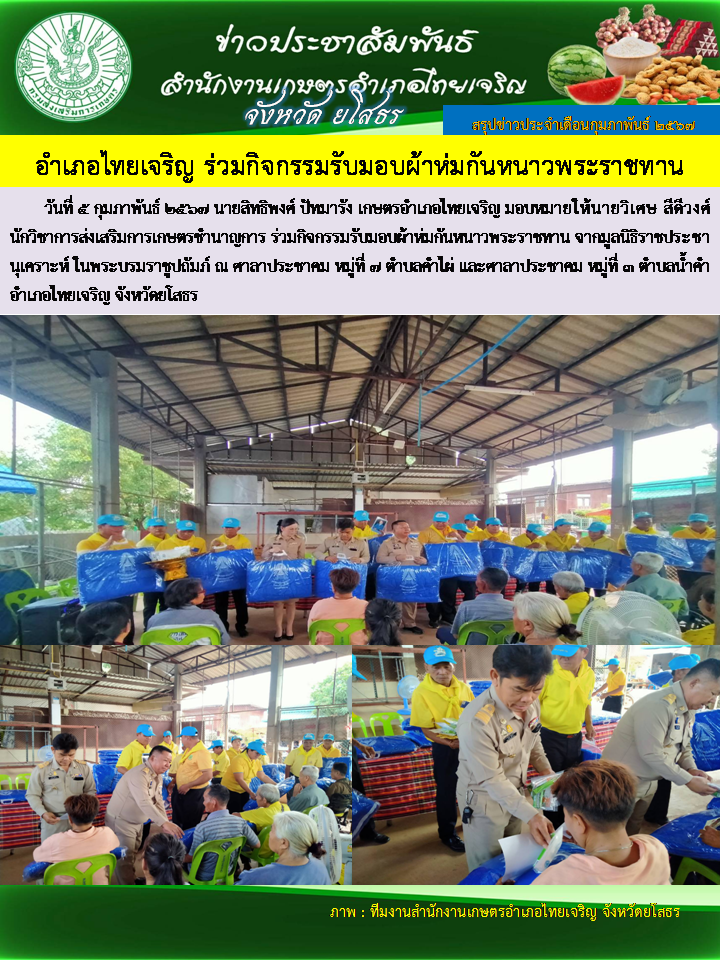 ข่าวประชาสัมพันธ์
สำนักงานเกษตรอำเภอไทยเจริญ
จังหวัด ยโสธร
กรมส่งเสริมการเกษตร
สรุปข่าวประจำเดือนกุมภาพันธ์ ๒๕๖๗
อำเภอไทยเจริญ ร่วมกิจกรรมรับมอบผ้าห่มกันหนาวพระราชทาน
วันที่ ๕ กุมภาพันธ์ ๒๕๖๗ นายสิทธิพงศ์ ปัทมารัง เกษตรอำเภอไทยเจริญ มอบหมายให้นายวิเศษ สีดีวงศ์
นักวิชาการส่งเสริมการเกษตรชำนาญการ ร่วมกิจกรรมรับมอบผ้าห่มกันหนาวพระราชทาน จากมูลนิธิราชประชา
นุเคราะห์ ในพระบรมราชูปถัมภ์ ณ ศาลาประชาคม หมู่ที่ ๗ ตำบลคำไผ่ และศาลาประชาคม หมู่ที่ ๓ ตำบลน้ำคำ
อำเภอไทยเจริญ จังหวัดยโสธร
ภาพ : ทีมงานสำนักงานเกษตรอำเภอไทยเจริญ จังหวัดยโสธร